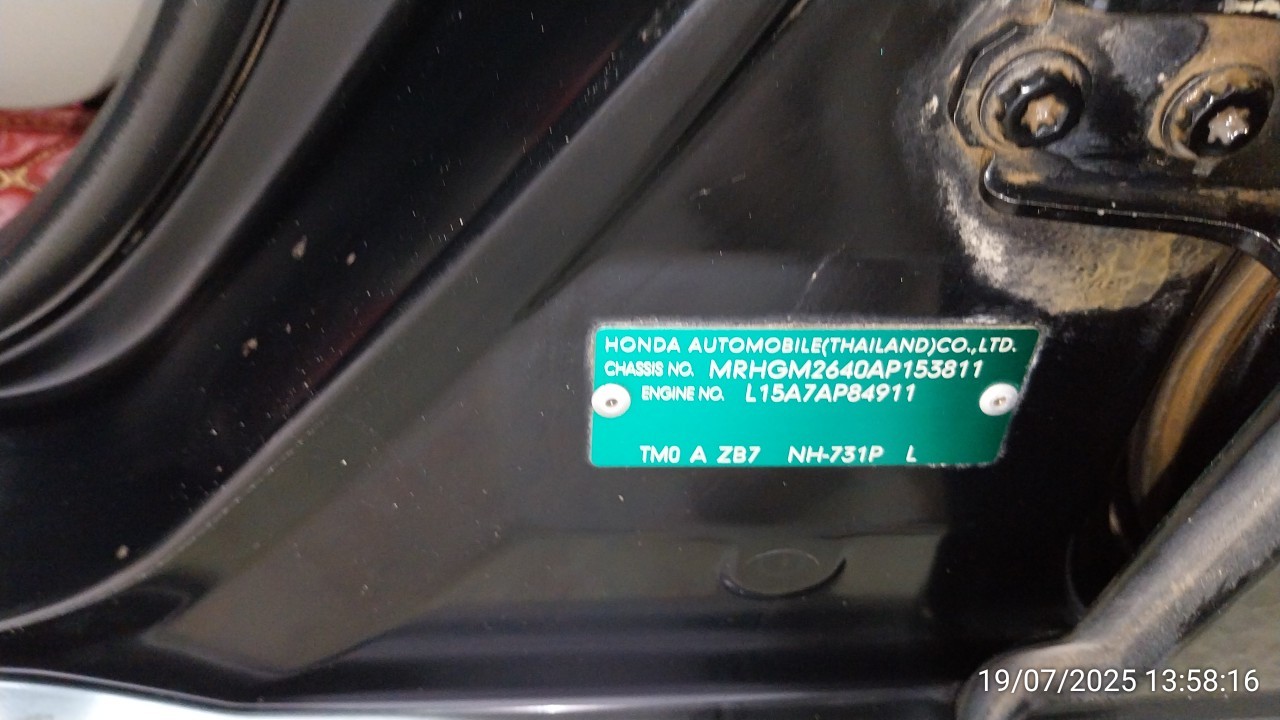 HONDA AUTOMOBILE(THAILAND)CO.,LTD.
CHASSIS NO. MRHGM2640AP153811
ENGINE NO. L15A7AP84911
TM0 A ZB7 NH-731P L
19/07/2025 13:58:16